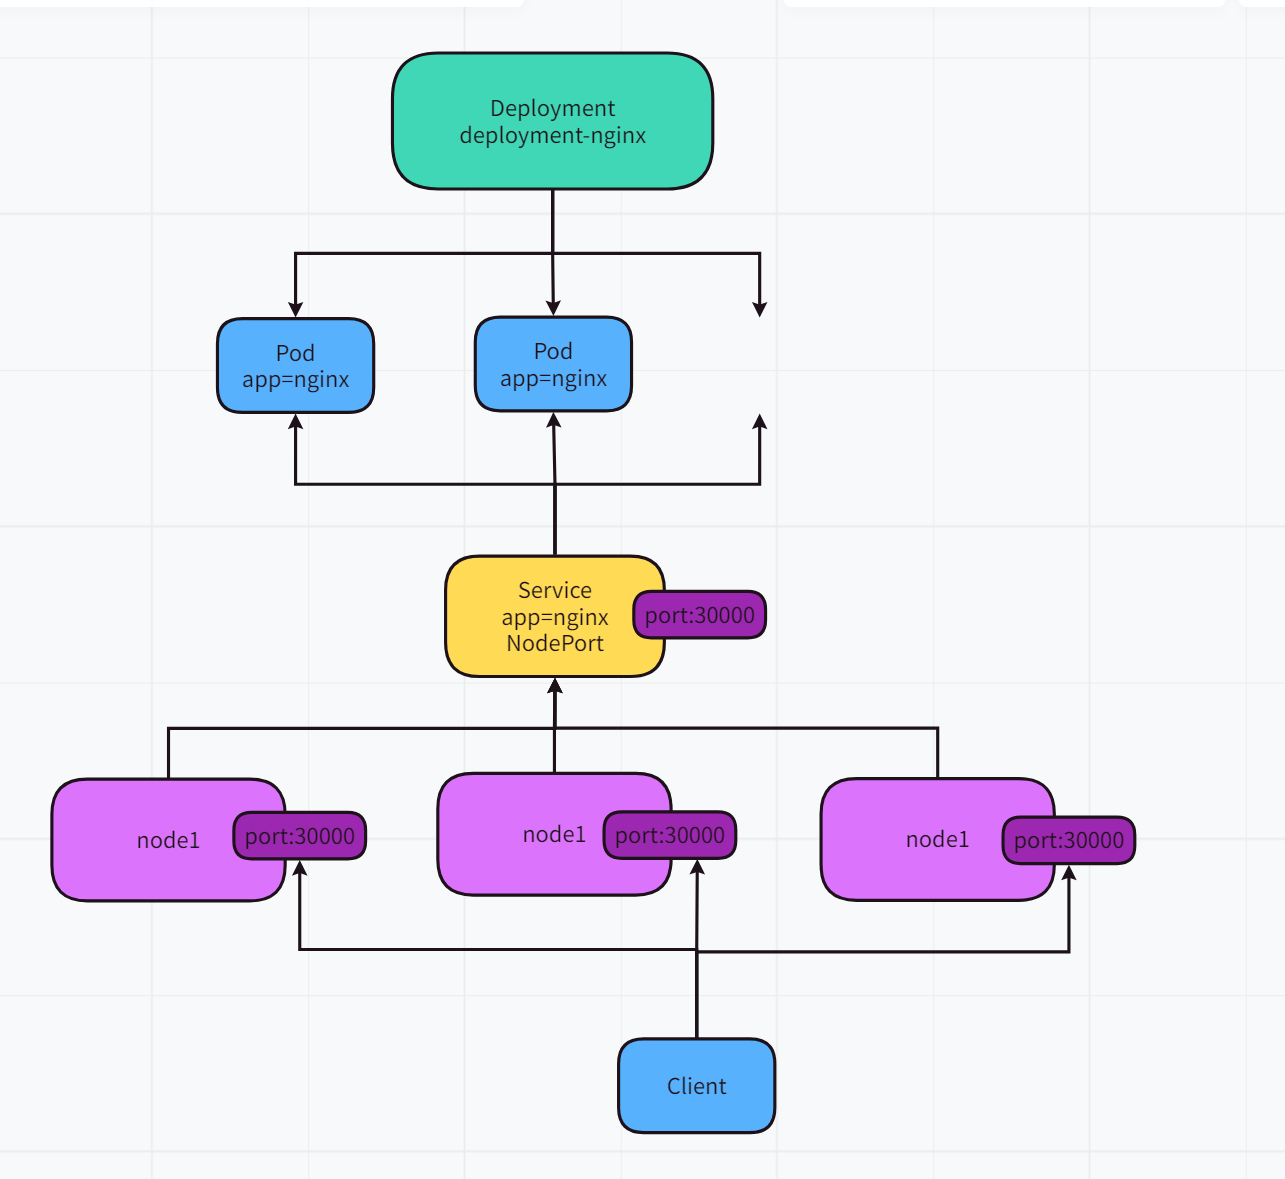 Deployment
deployment-nginx
Pod
app=nginx
Pod
app=nginx
Service
app=nginx
NodePort
port:30000
node1
port:30000
node1
port:30000
node1
port:30000
Client